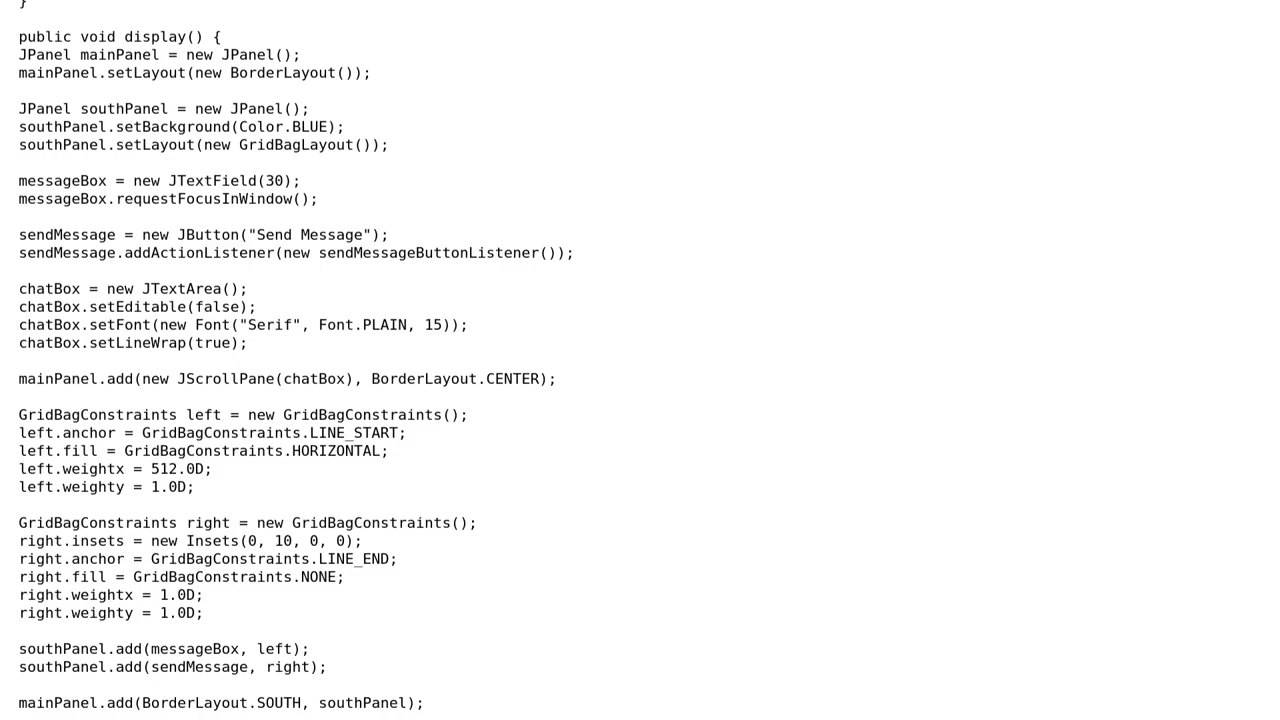 }
public void display() {
JPanel mainPanel = new JPanel();
mainPanel.setLayout(new BorderLayout());
JPanel southPanel = new JPanel();
southPanel.setBackground(Color.BLUE);
southPanel.setLayout(new GridBagLayout());
messageBox = new JTextField(30);
messageBox.requestFocusInWindow();
sendMessage = new JButton("Send Message");
sendMessage.addActionListener(new sendMessageButtonListener());
chatBox = new JTextArea();
chatBox.setEditable(false);
chatBox.setFont(new Font("Serif", Font.PLAIN, 15));
chatBox.setLineWrap(true);
mainPanel.add(new JScrollPane(chatBox), BorderLayout.CENTER);
GridBagConstraints left = new GridBagConstraints();
left.anchor = GridBagConstraints.LINE_START;
left.fill = GridBagConstraints.HORIZONTAL;
left.weightx = 512.0D;
left.weighty = 1.0D;
GridBagConstraints right = new GridBagConstraints();
right.insets = new Insets(0, 10, 0, 0);
right.anchor = GridBagConstraints.LINE_END;
right.fill = GridBagConstraints.NONE;
right.weightx = 1.0D;
right.weighty = 1.0D;
southPanel.add(messageBox, left);
southPanel.add(sendMessage, right);
mainPanel.add(BorderLayout.SOUTH, southPanel);